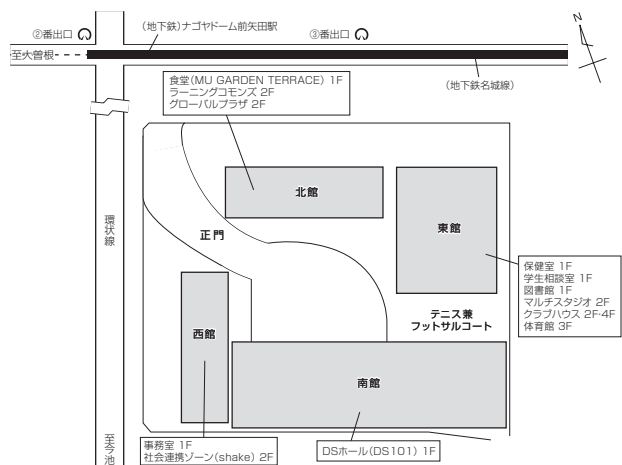 ②番出口
(地下鉄)ナゴヤドーム前矢田駅
③番出口
N
至大曽根
(地下鉄名城線)
食堂(MU GARDEN TERRACE) 1F
ラーニングコモンズ 2F
グローバルプラザ 2F
北館
東館
環状線
正門
保健室 1F
学生相談室 1F
図書館 1F
マルチスタジオ 2F
クラブハウス 2F・4F
体育館 3F
テニス兼
フットサルコート
西館
南館
至今池
事務室 1F
社会連携ゾーン(shake) 2F
DSホール(DS101) 1F